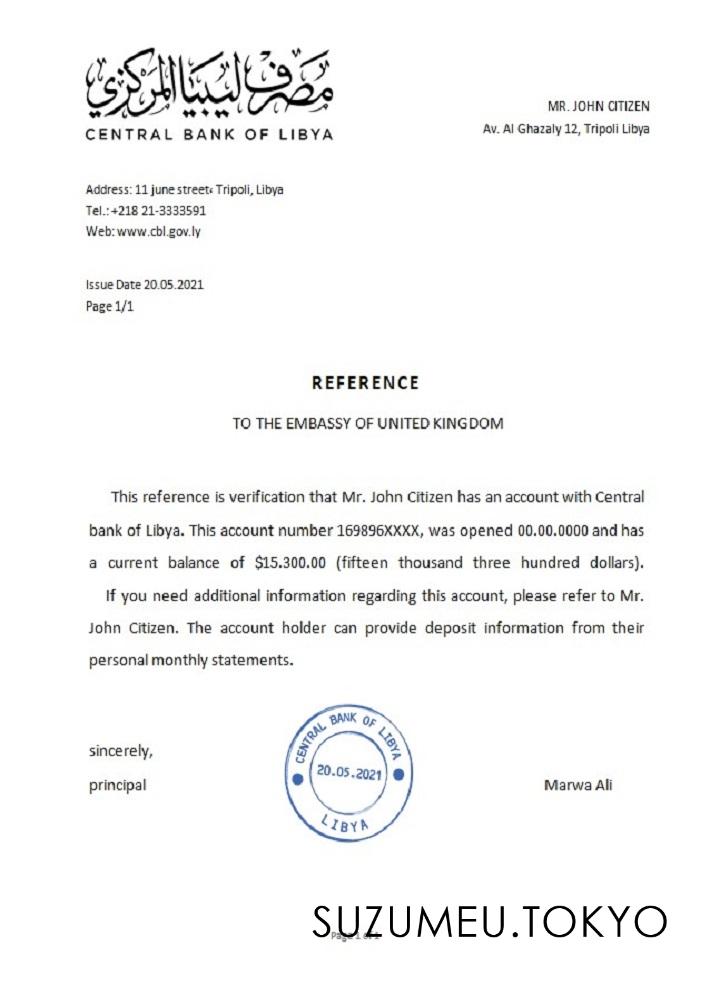 مصرف ليبيا المركزي
CENTRAL BANK OF LIBYA
MR. JOHN CITIZEN
Av. Al Ghazaly 12, Tripoli Libya
Address: 11 june street، Tripoli, Libya
Tel.: +218 21-3333591
Web: www.cbl.gov.ly
Issue Date 20.05.2021
Page 1/1
REFERENCE
TO THE EMBASSY OF UNITED KINGDOM
This reference is verification that Mr. John Citizen has an account with Central
bank of Libya. This account number 169896XXXX, was opened 00.00.0000 and has
a current balance of $15.300.00 (fifteen thousand three hundred dollars).
If you need additional information regarding this account, please refer to Mr.
John Citizen. The account holder can provide deposit information from their
personal monthly statements.
sincerely,
principal
CENTRAL BANK OF LIBYA
20.05.2021
LIBYA
Marwa Ali
SUZUMEU.TOKYO
Page 1 of 1